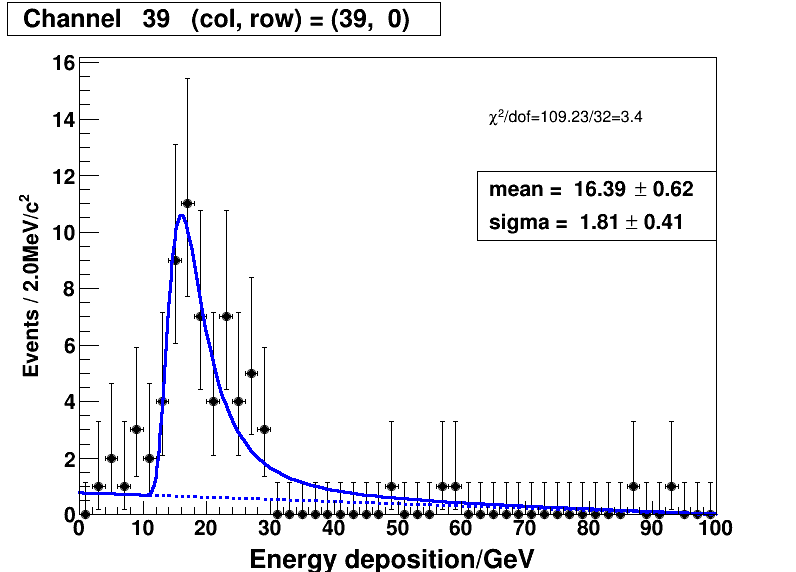 Channel 39 (col, row) = (39, 0)
χ²/dof=109.23/32=3.4
mean = 16.39 ± 0.62
sigma = 1.81 ± 0.41
Events / 2.0MeV/c²
16
14
12
10
8
6
4
2
0
0 10 20 30 40 50 60 70 80 90 100
Energy deposition/GeV